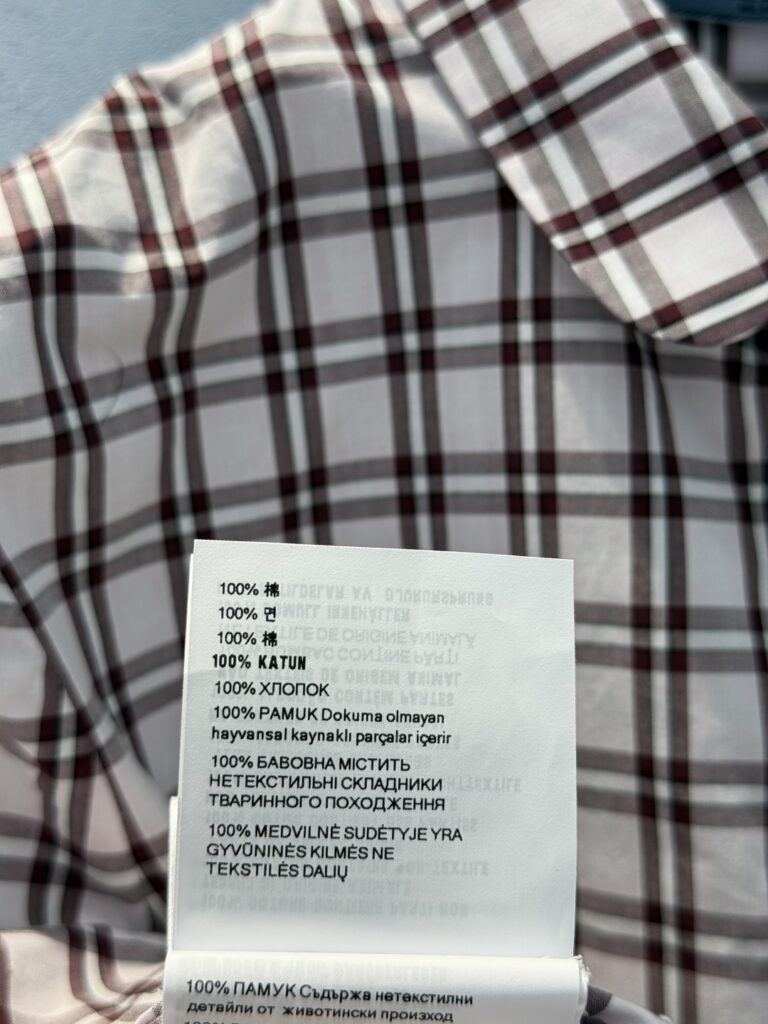 100% 棉
100% 면
100% 棉
100% KATUN
100% ХЛОПОК
100% PAMUK Dokuma olmayan
hayvansal kaynaklı parçalar içerir
100% БАВОВНА МІСТИТЬ
НЕТЕКСТИЛЬНІ СКЛАДНИКИ
ТВАРИННОГО ПОХОДЖЕННЯ
100% MEDVILNĖ SUDĖTYJE YRA
GYVŪNINĖS KILMĖS NE
TEKSTILĖS DALIŲ
100% ПАМУК Съдържа нетекстилни
детайли от животински произход